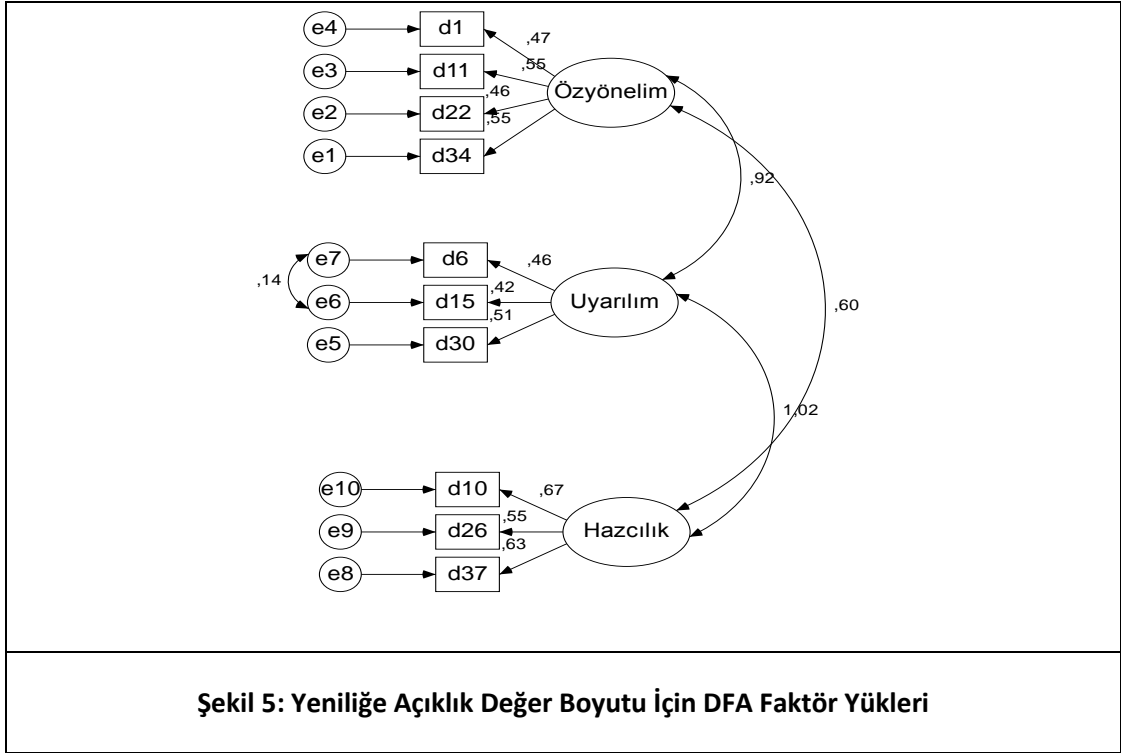 e4 d1 ,47
e3 d11 ,55 Özyönelim
e2 d22 ,46
e1 d34 ,55
,92
e7 d6 ,46
,14
e6 d15 ,42 Uyarılım
e5 d30 ,51
,60
1,02
e10 d10 ,67
e9 d26 ,55 Hazcılık
e8 d37 ,63
Şekil 5: Yeniliğe Açıklık Değer Boyutu İçin DFA Faktör Yükleri